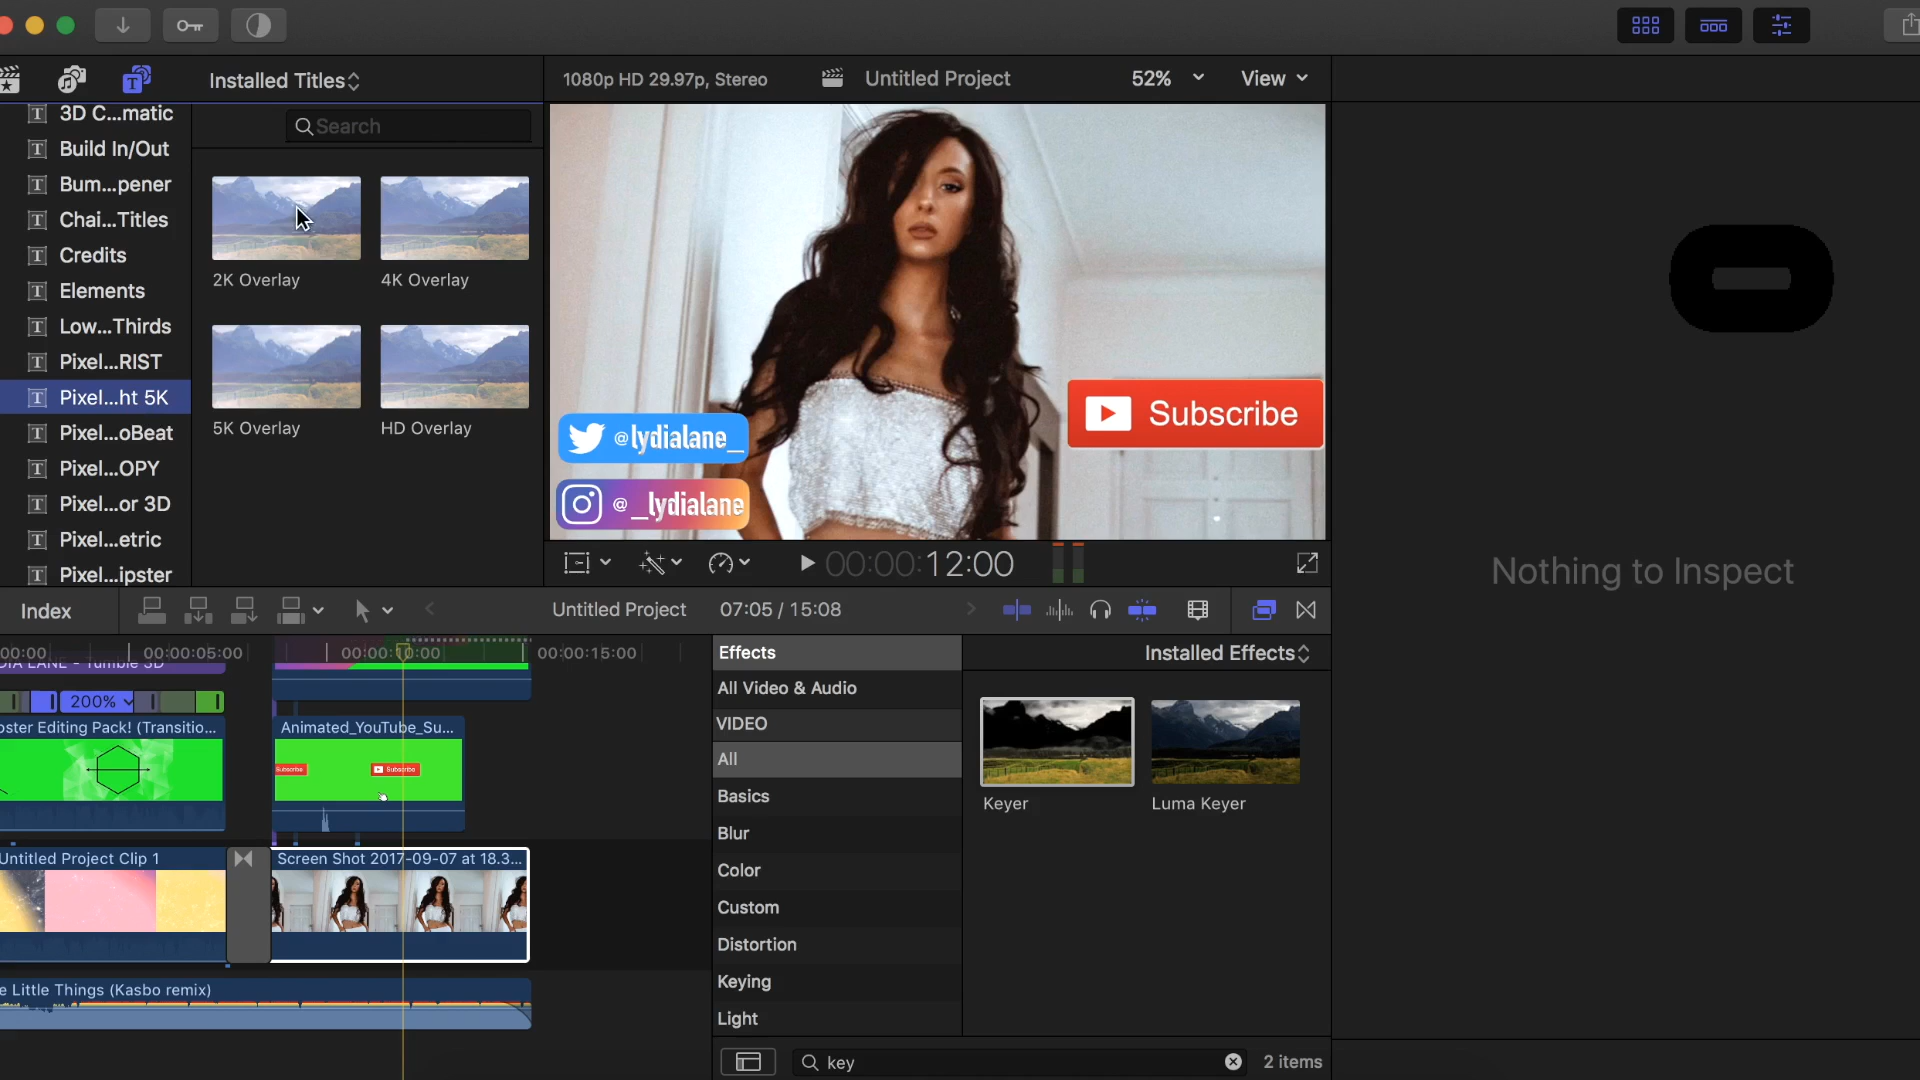 Installed Titles
1080p HD 29.97p, Stereo
Untitled Project
52%
View
3D C...matic
Build In/Out
Bum...pener
Chai...Titles
Credits
Elements
Low...Thirds
Pixel...RIST
Pixel...ht 5K
Pixel...oBeat
Pixel...OPY
Pixel...or 3D
Pixel...etric
Pixel...ipster
Search
2K Overlay
4K Overlay
5K Overlay
HD Overlay
@lydialane_
@_lydialane
Subscribe
00:00:12:00
Nothing to Inspect
Index
Untitled Project
07:05 / 15:08
00:00
00:00:05:00
00:00:10:00
00:00:15:00
DIA LANE - Tumble 3D
200%
oster Editing Pack! (Transitio...
Animated_YouTube_Su...
Subscribe
Subscribe
Untitled Project Clip 1
Screen Shot 2017-09-07 at 18.3...
e Little Things (Kasbo remix)
Effects
All Video & Audio
VIDEO
All
Basics
Blur
Color
Custom
Distortion
Keying
Light
Installed Effects
Keyer
Luma Keyer
key
2 items